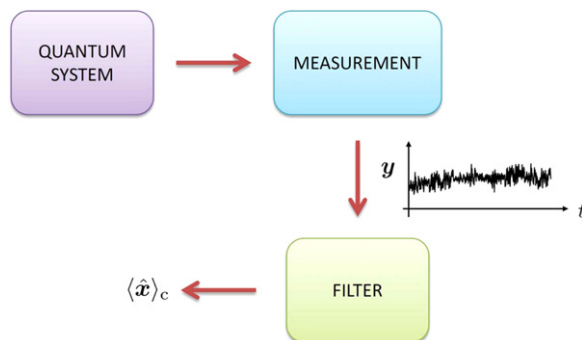 QUANTUM
SYSTEM
MEASUREMENT
y
t
FILTER
⟨x̂⟩c